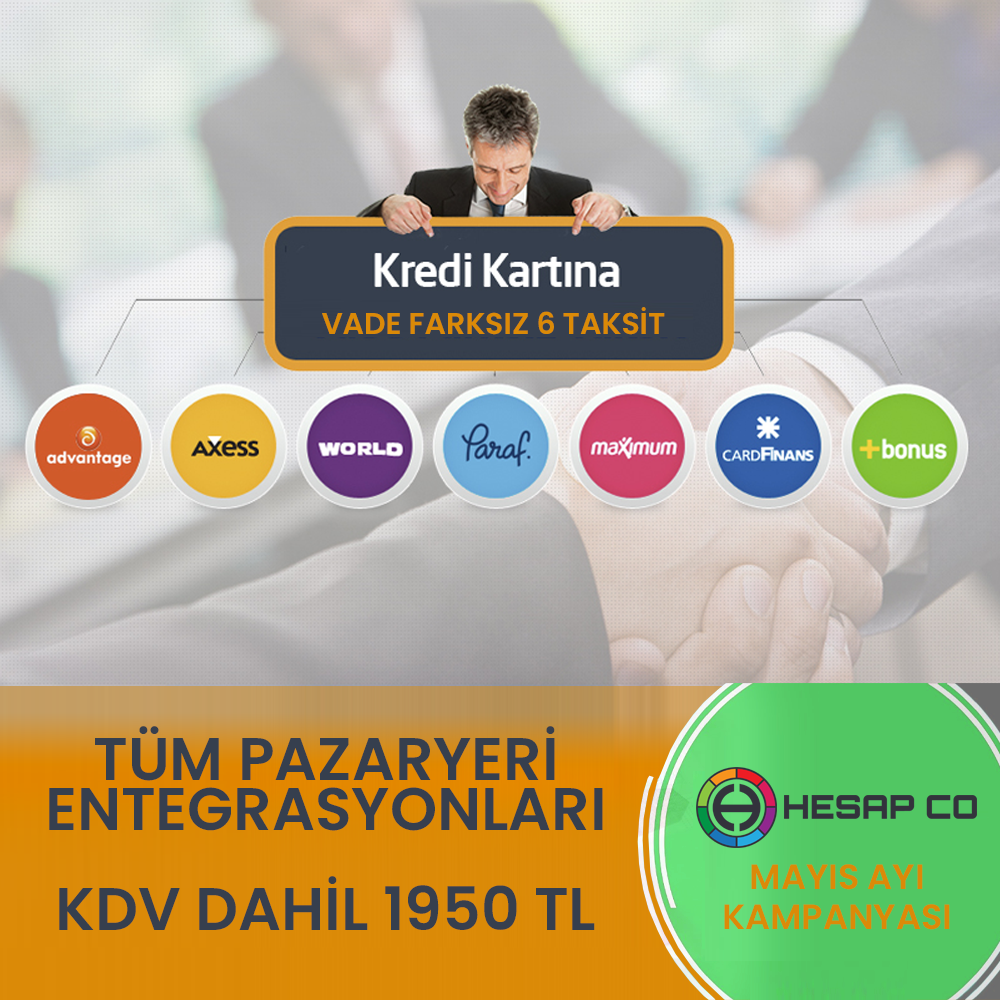 Kredi Kartına
VADE FARKSIZ 6 TAKSİT
advantage
AXESS
WORLD
Paraf.
maximum
CARDFINANS
+bonus
TÜM PAZARYERİ
ENTEGRASYONLARI
KDV DAHİL 1950 TL
HESAP CO
MAYIS AYI
KAMPANYASI